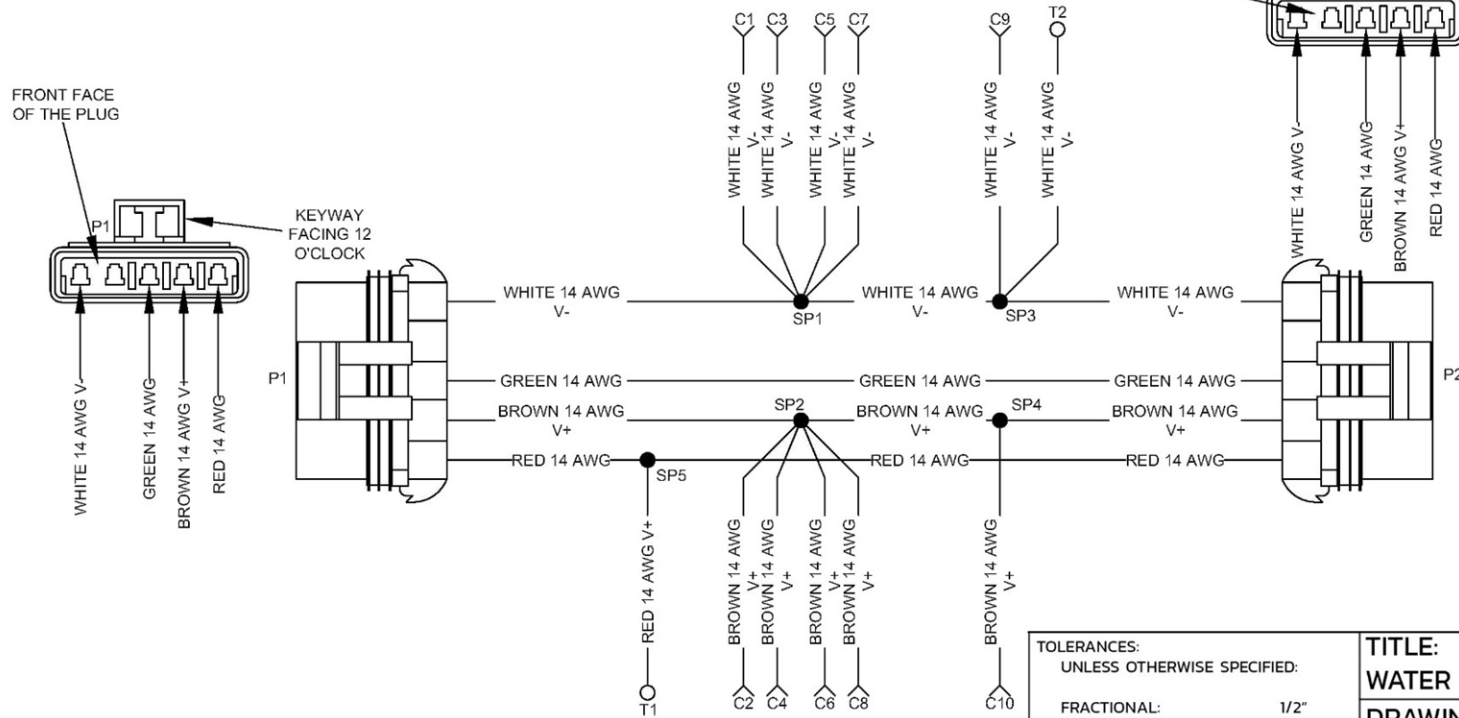 C1 C3 C5 C7 C9 T2
WHITE 14 AWG V-
WHITE 14 AWG V-
WHITE 14 AWG V-
WHITE 14 AWG V-
WHITE 14 AWG V-
WHITE 14 AWG V-
FRONT FACE
OF THE PLUG
P1
KEYWAY
FACING 12
O'CLOCK
WHITE 14 AWG V-
GREEN 14 AWG
BROWN 14 AWG V+
RED 14 AWG
WHITE 14 AWG V-
GREEN 14 AWG
BROWN 14 AWG V+
RED 14 AWG
P1
WHITE 14 AWG
V-
SP1
WHITE 14 AWG
V-
SP3
WHITE 14 AWG
V-
GREEN 14 AWG
GREEN 14 AWG
GREEN 14 AWG
BROWN 14 AWG
V+
SP2
BROWN 14 AWG
V+
SP4
BROWN 14 AWG
V+
RED 14 AWG
SP5
RED 14 AWG
RED 14 AWG
P2
RED 14 AWG V+
BROWN 14 AWG V+
BROWN 14 AWG V+
BROWN 14 AWG V+
BROWN 14 AWG V+
BROWN 14 AWG V+
T1 C2 C4 C6 C8 C10
TOLERANCES:
UNLESS OTHERWISE SPECIFIED:
FRACTIONAL: 1/2"
TITLE:
WATER